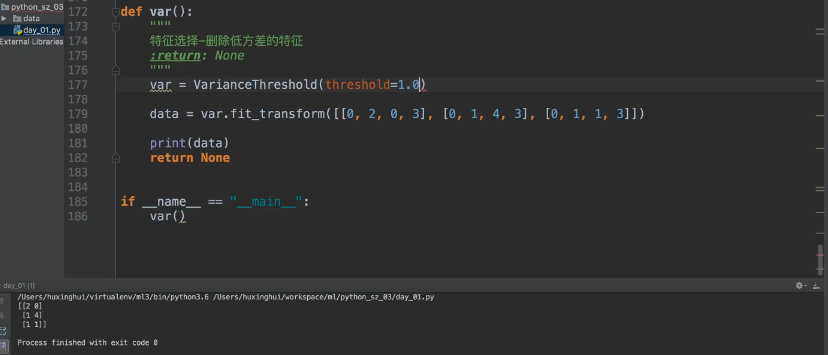 python_sz_03
data
day_01.py
External Libraries
172 def var():
173 """
174 特征选择-删除低方差的特征
175 :return: None
176 """
177 var = VarianceThreshold(threshold=1.0)
178
179 data = var.fit_transform([[0, 2, 0, 3], [0, 1, 4, 3], [0, 1, 1, 3]])
180
181 print(data)
182 return None
183
184
185 if __name__ == "__main__":
186 var()
day_01 (1)
/Users/huxinghui/virtualenv/ml3/bin/python3.6 /Users/huxinghui/workspace/ml/python_sz_03/day_01.py
[[2 0]
[1 4]
[1 1]]
Process finished with exit code 0